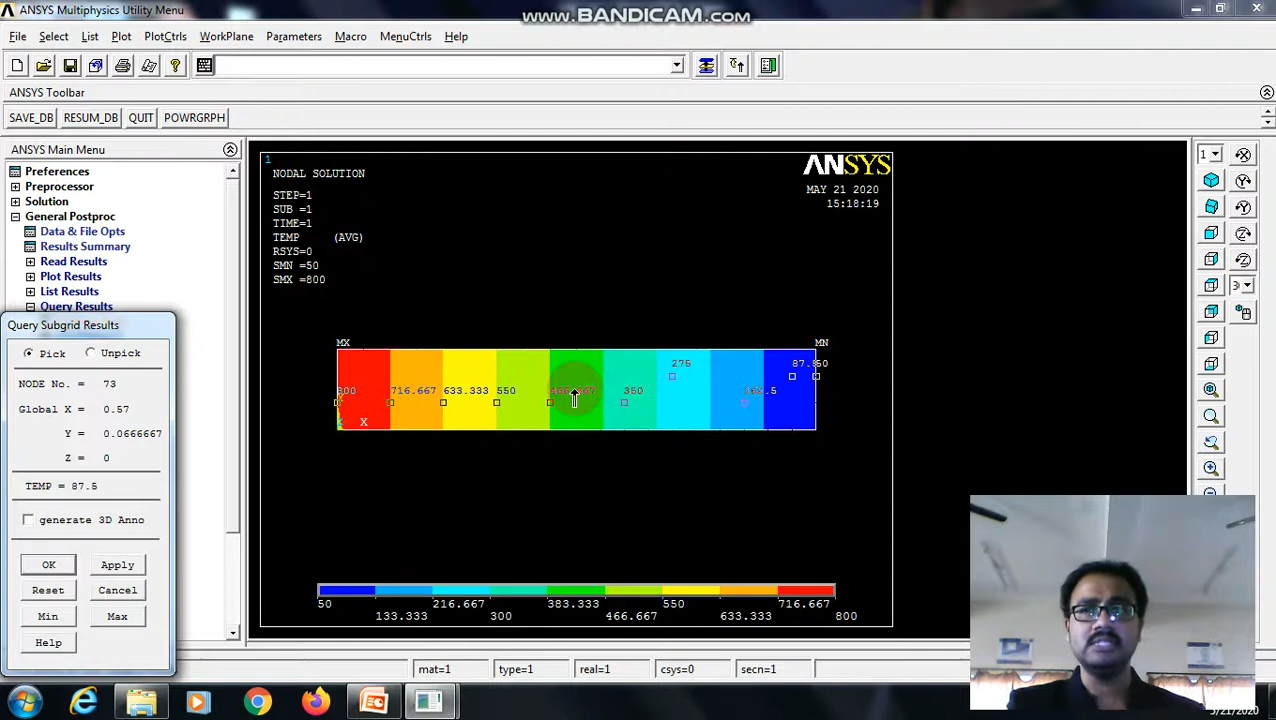 ANSYS Multiphysics Utility Menu
www.BANDICAM.com
File Select List Plot PlotCtrls WorkPlane Parameters Macro MenuCtrls Help
ANSYS Toolbar
SAVE_DB RESUM_DB QUIT POWRGRPH
ANSYS Main Menu
Preferences
Preprocessor
Solution
General Postproc
Data & File Opts
Results Summary
Read Results
Plot Results
List Results
Query Results
Query Subgrid Results
Pick Unpick
NODE No. = 73
Global X = 0.57
Y = 0.0666667
Z = 0
TEMP = 87.5
generate 3D Anno
OK Apply
Reset Cancel
Min Max
Help
1
NODAL SOLUTION
STEP=1
SUB =1
TIME=1
TEMP (AVG)
RSYS=0
SMN =50
SMX =800
ANSYS
MAY 21 2020
15:18:19
MX MN
275
716.667 633.333 550 350
X
50 216.667 383.333 550 716.667
133.333 300 466.667 633.333 800
1
mat=1 type=1 real=1 csys=0 secn=1
5/21/2020